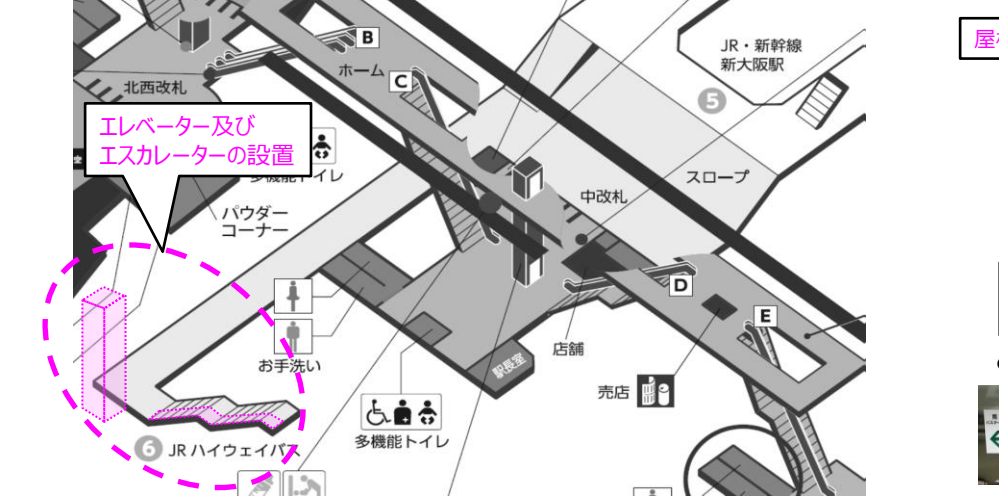 屋
B
ホーム
C
JR・新幹線
新大阪駅
5
北西改札
エレベーター及び
エスカレーターの設置
多機能トイレ
スロープ
中改札
パウダー
コーナー
D
E
お手洗い
店舗
駅長室
売店
多機能トイレ
6 JRハイウェイバス